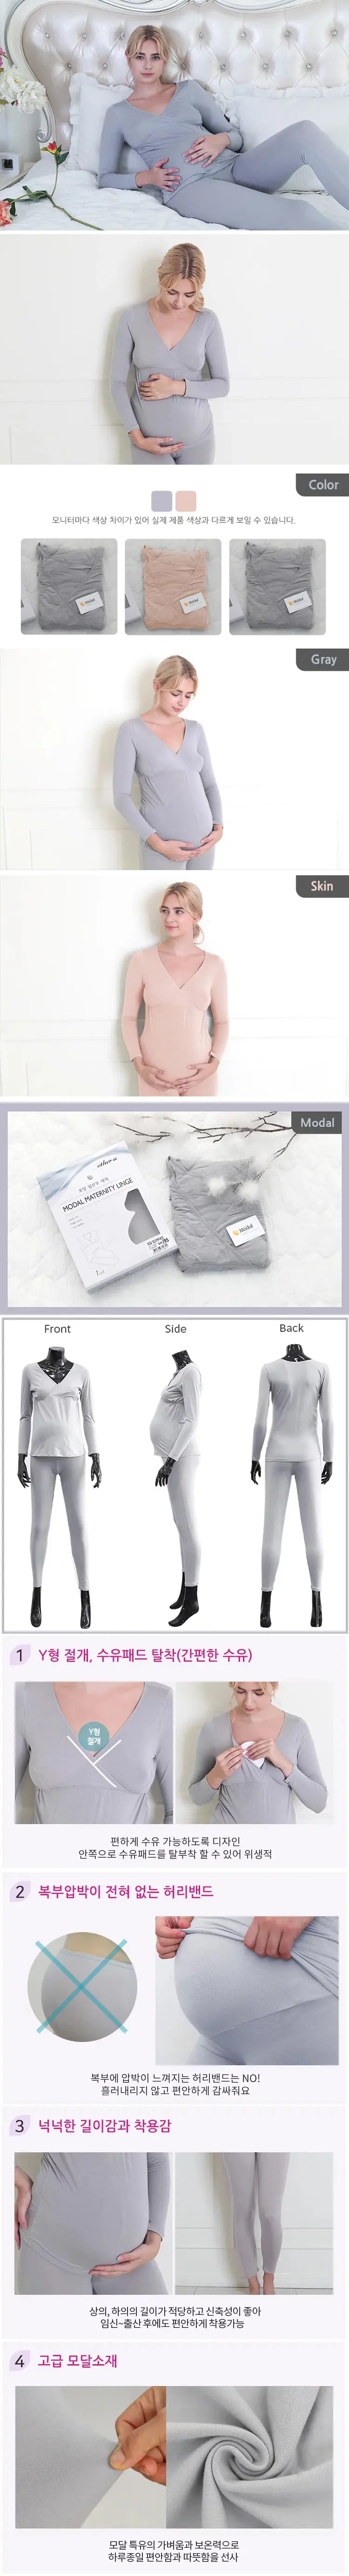 Color
모니터마다 색상 차이가 있어 실제 제품 색상과 다르게 보일 수 있습니다.
Modal
Modal
Modal
Gray
Skin
Modal
MODAL MATERNITY LINGE
Modal
Front
Side
Back
1 Y형 절개, 수유패드 탈착(간편한 수유)
Y형
절개
편하게 수유 가능하도록 디자인
안쪽으로 수유패드를 탈부착 할 수 있어 위생적
2 복부압박이 전혀 없는 허리밴드
복부에 압박이 느껴지는 허리밴드는 NO!
흘러내리지 않고 편안하게 감싸줘요
3 넉넉한 길이감과 착용감
상의, 하의의 길이가 적당하고 신축성이 좋아
임신~출산 후에도 편안하게 착용가능
4 고급 모달소재
모달 특유의 가벼움과 보온력으로
하루종일 편안함과 따뜻함을 선사